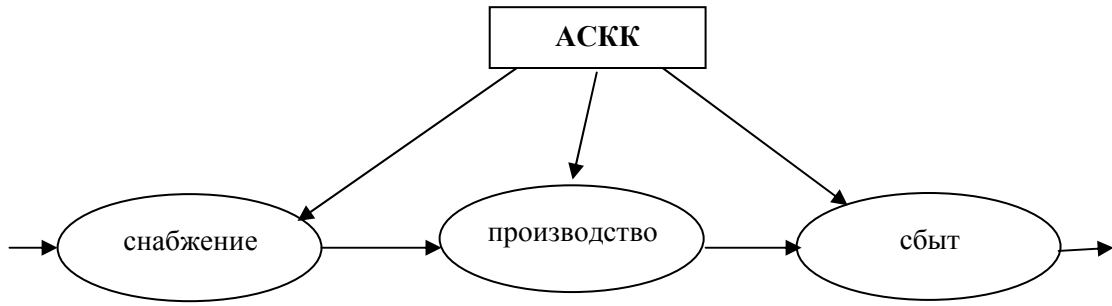 АСКК
снабжение
производство
сбыт